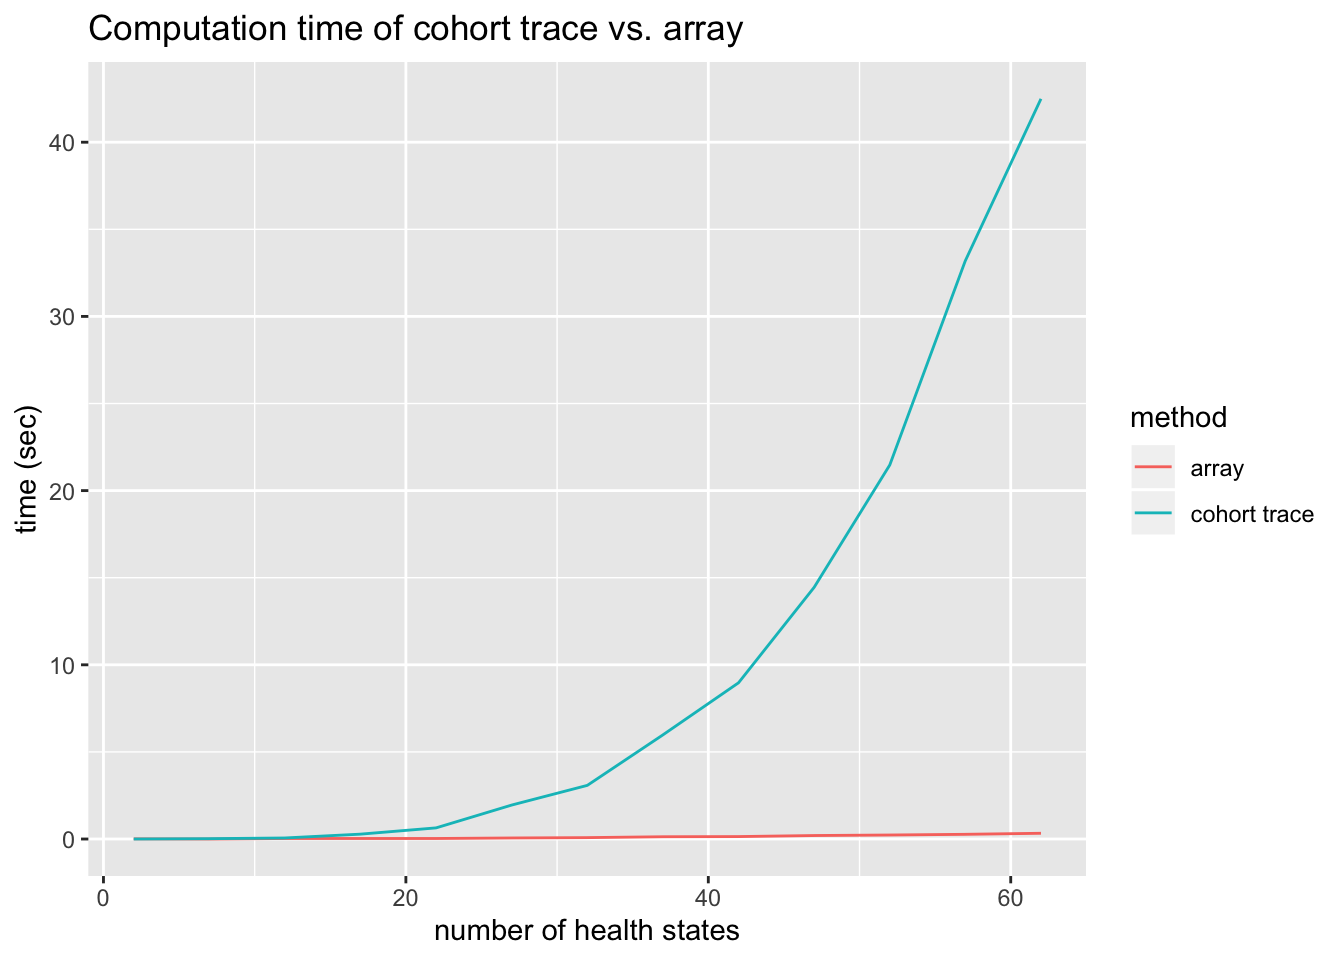 Computation time of cohort trace vs. array
40
30
20
10
0
time (sec)
0
20
40
60
number of health states
method
array
cohort trace